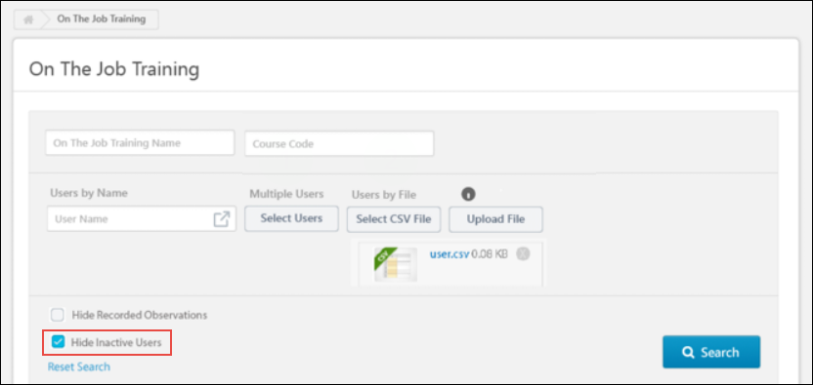 On The Job Training
On The Job Training
On The Job Training Name
Course Code
Users by Name
Multiple Users
Users by File
User Name
Select Users
Select CSV File
Upload File
CSV
user.csv 0.08 KB
Hide Recorded Observations
Hide Inactive Users
Search
Reset Search